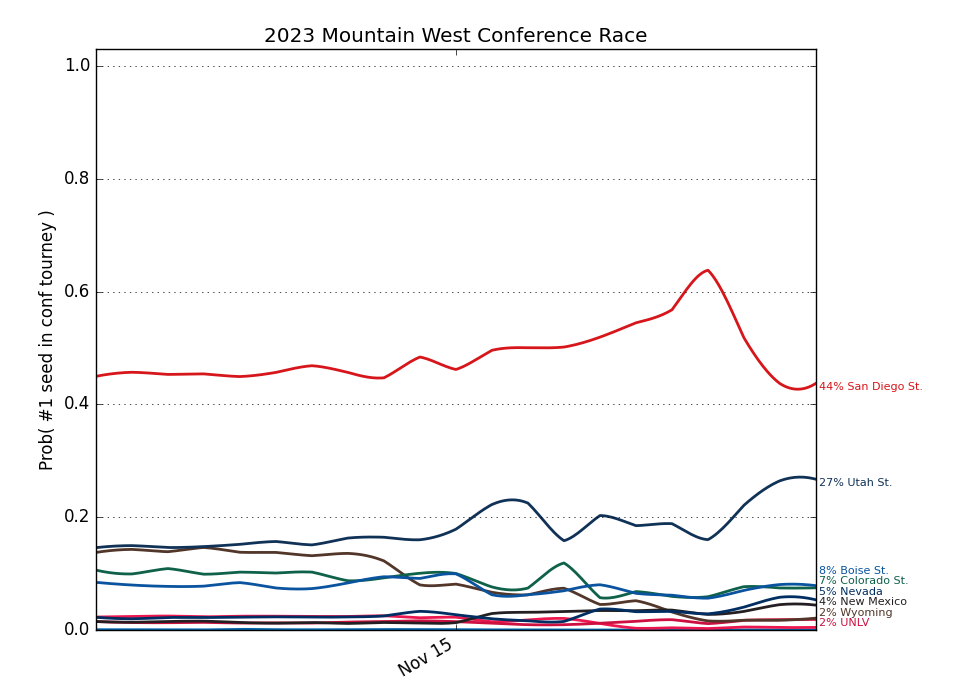 2023 Mountain West Conference Race
Prob( #1 seed in conf tourney )
1.0
0.8
0.6
0.4
0.2
0.0
Nov 15
44% San Diego St.
27% Utah St.
8% Boise St.
7% Colorado St.
5% Nevada
4% New Mexico
2% Wyoming
2% UNLV